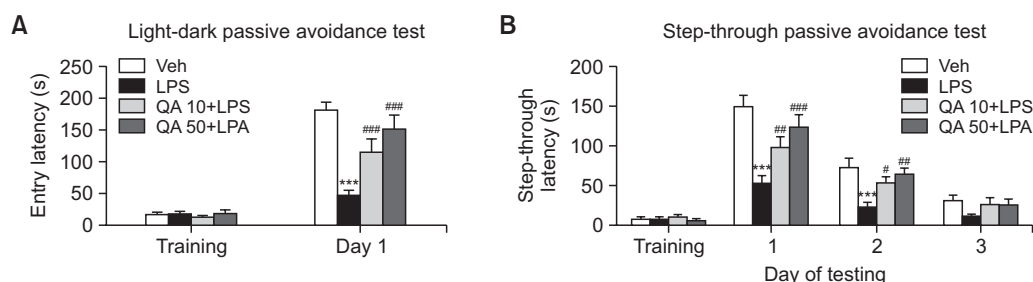 A
Light-dark passive avoidance test
250
200
150
100
50
0
Entry latency (s)
Veh
LPS
QA 10+LPS
QA 50+LPA
***
###
###
Training
Day 1
B
Step-through passive avoidance test
200
150
100
50
0
Step-through
latency (s)
Veh
LPS
QA 10+LPS
QA 50+LPA
***
##
###
***
#
##
Training
1
2
3
Day of testing